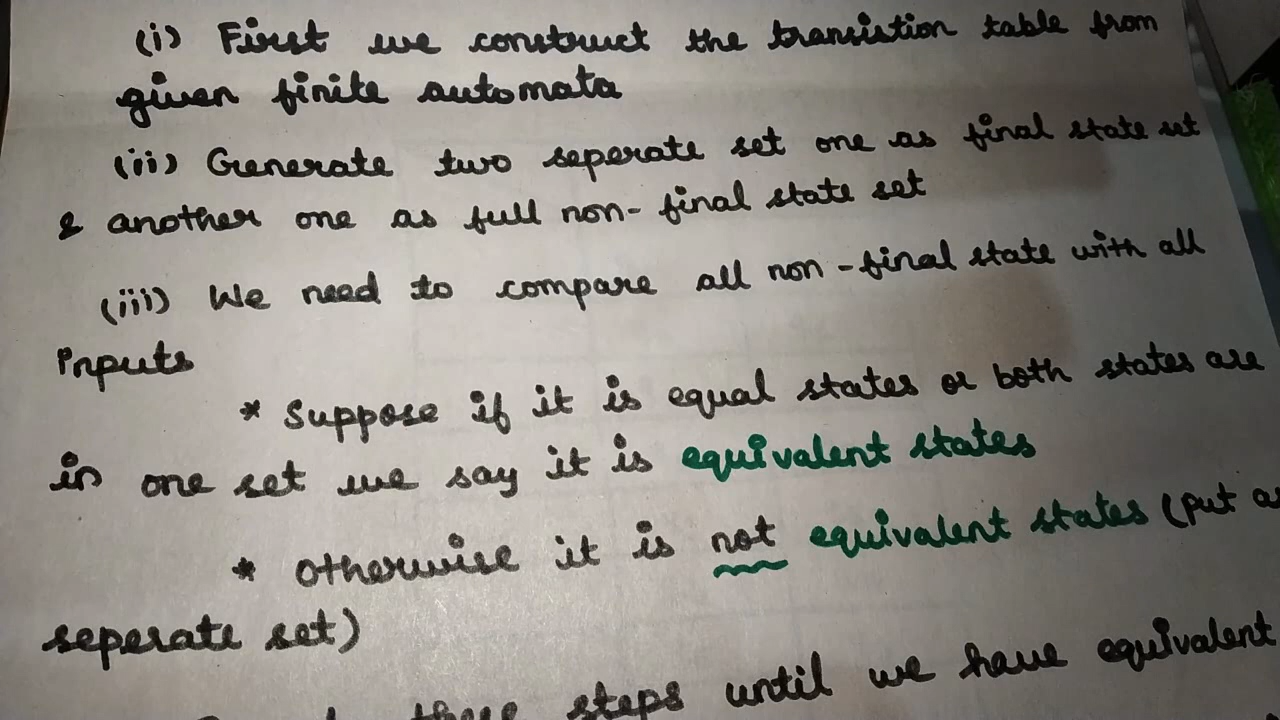 (i) First we construct the transistion table from
given finite automata
(ii) Generate two seperate set one as final state set
& another one as full non-final state set
(iii) We need to compare all non-final state with all
Inputs
* Suppose if it is equal states or both states are
in one set we say it is equivalent states
* Otherwise it is not equivalent states (put as
seperate set)
these steps until we have equivalent